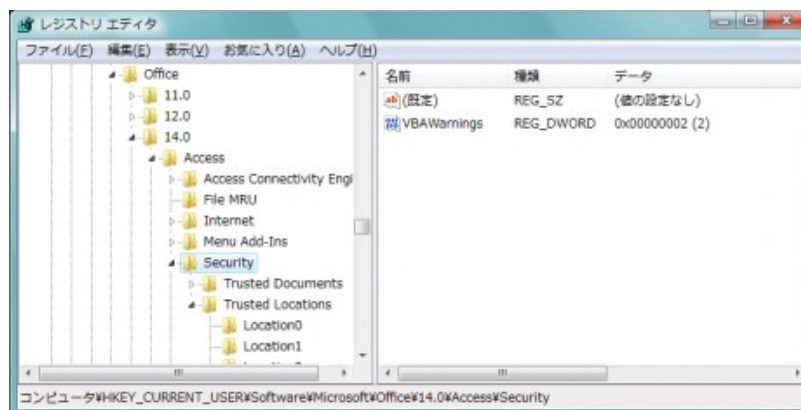 レジストリ エディタ
ファイル(F) 編集(E) 表示(V) お気に入り(A) ヘルプ(H)
Office
11.0
12.0
14.0
Access
Access Connectivity Engi
File MRU
Internet
Menu Add-Ins
Security
Trusted Documents
Trusted Locations
Location0
Location1
名前 種類 データ
(既定) REG_SZ (値の設定なし)
VBAWarnings REG_DWORD 0x00000002 (2)
コンピュータ¥HKEY_CURRENT_USER¥Software¥Microsoft¥Office¥14.0¥Access¥Security